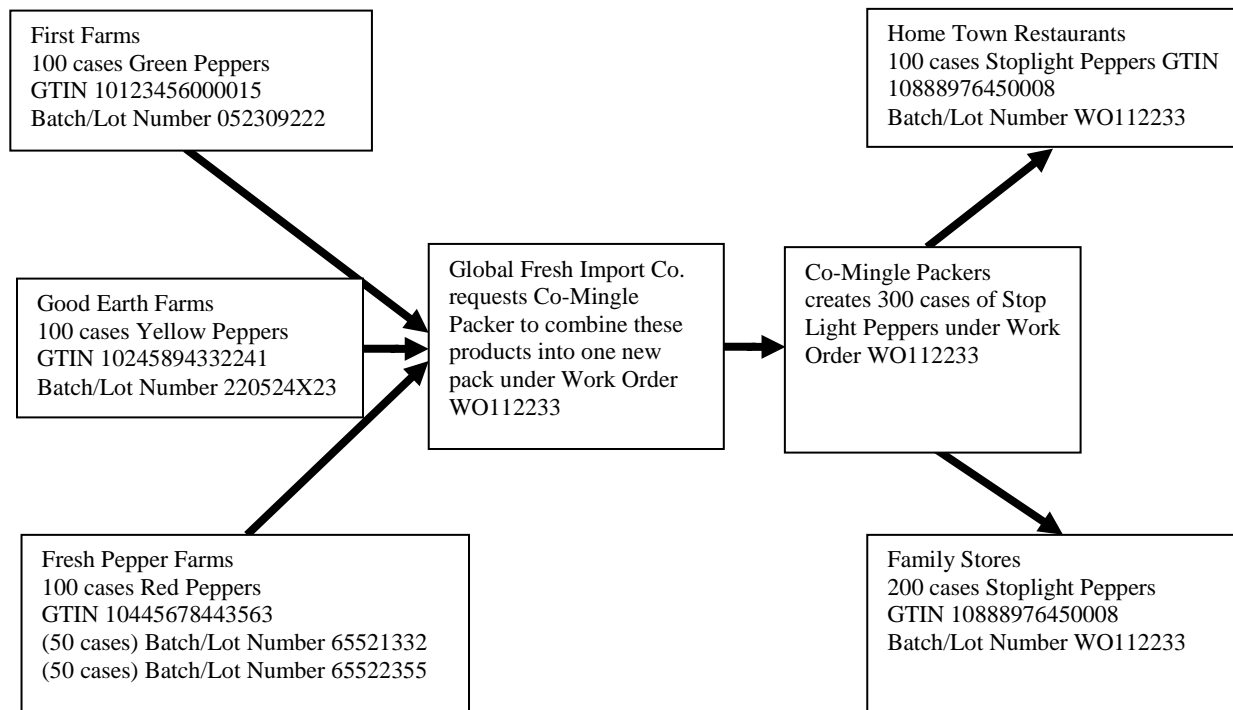 First Farms
100 cases Green Peppers
GTIN 10123456000015
Batch/Lot Number 052309222
Good Earth Farms
100 cases Yellow Peppers
GTIN 10245894332241
Batch/Lot Number 220524X23
Fresh Pepper Farms
100 cases Red Peppers
GTIN 10445678443563
(50 cases) Batch/Lot Number 65521332
(50 cases) Batch/Lot Number 65522355
Global Fresh Import Co.
requests Co-Mingle
Packer to combine these
products into one new
pack under Work Order
WO112233
Co-Mingle Packers
creates 300 cases of Stop
Light Peppers under Work
Order WO112233
Home Town Restaurants
100 cases Stoplight Peppers GTIN
10888976450008
Batch/Lot Number WO112233
Family Stores
200 cases Stoplight Peppers
GTIN 10888976450008
Batch/Lot Number WO112233